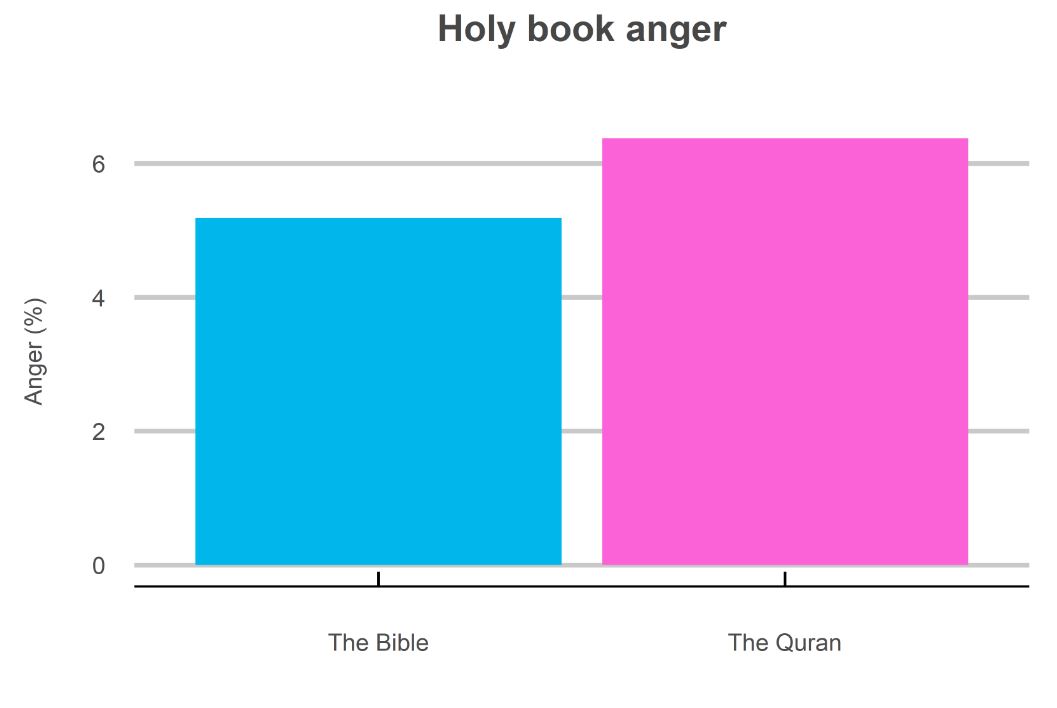 Holy book anger
6
4
2
0
Anger (%)
The Bible
The Quran